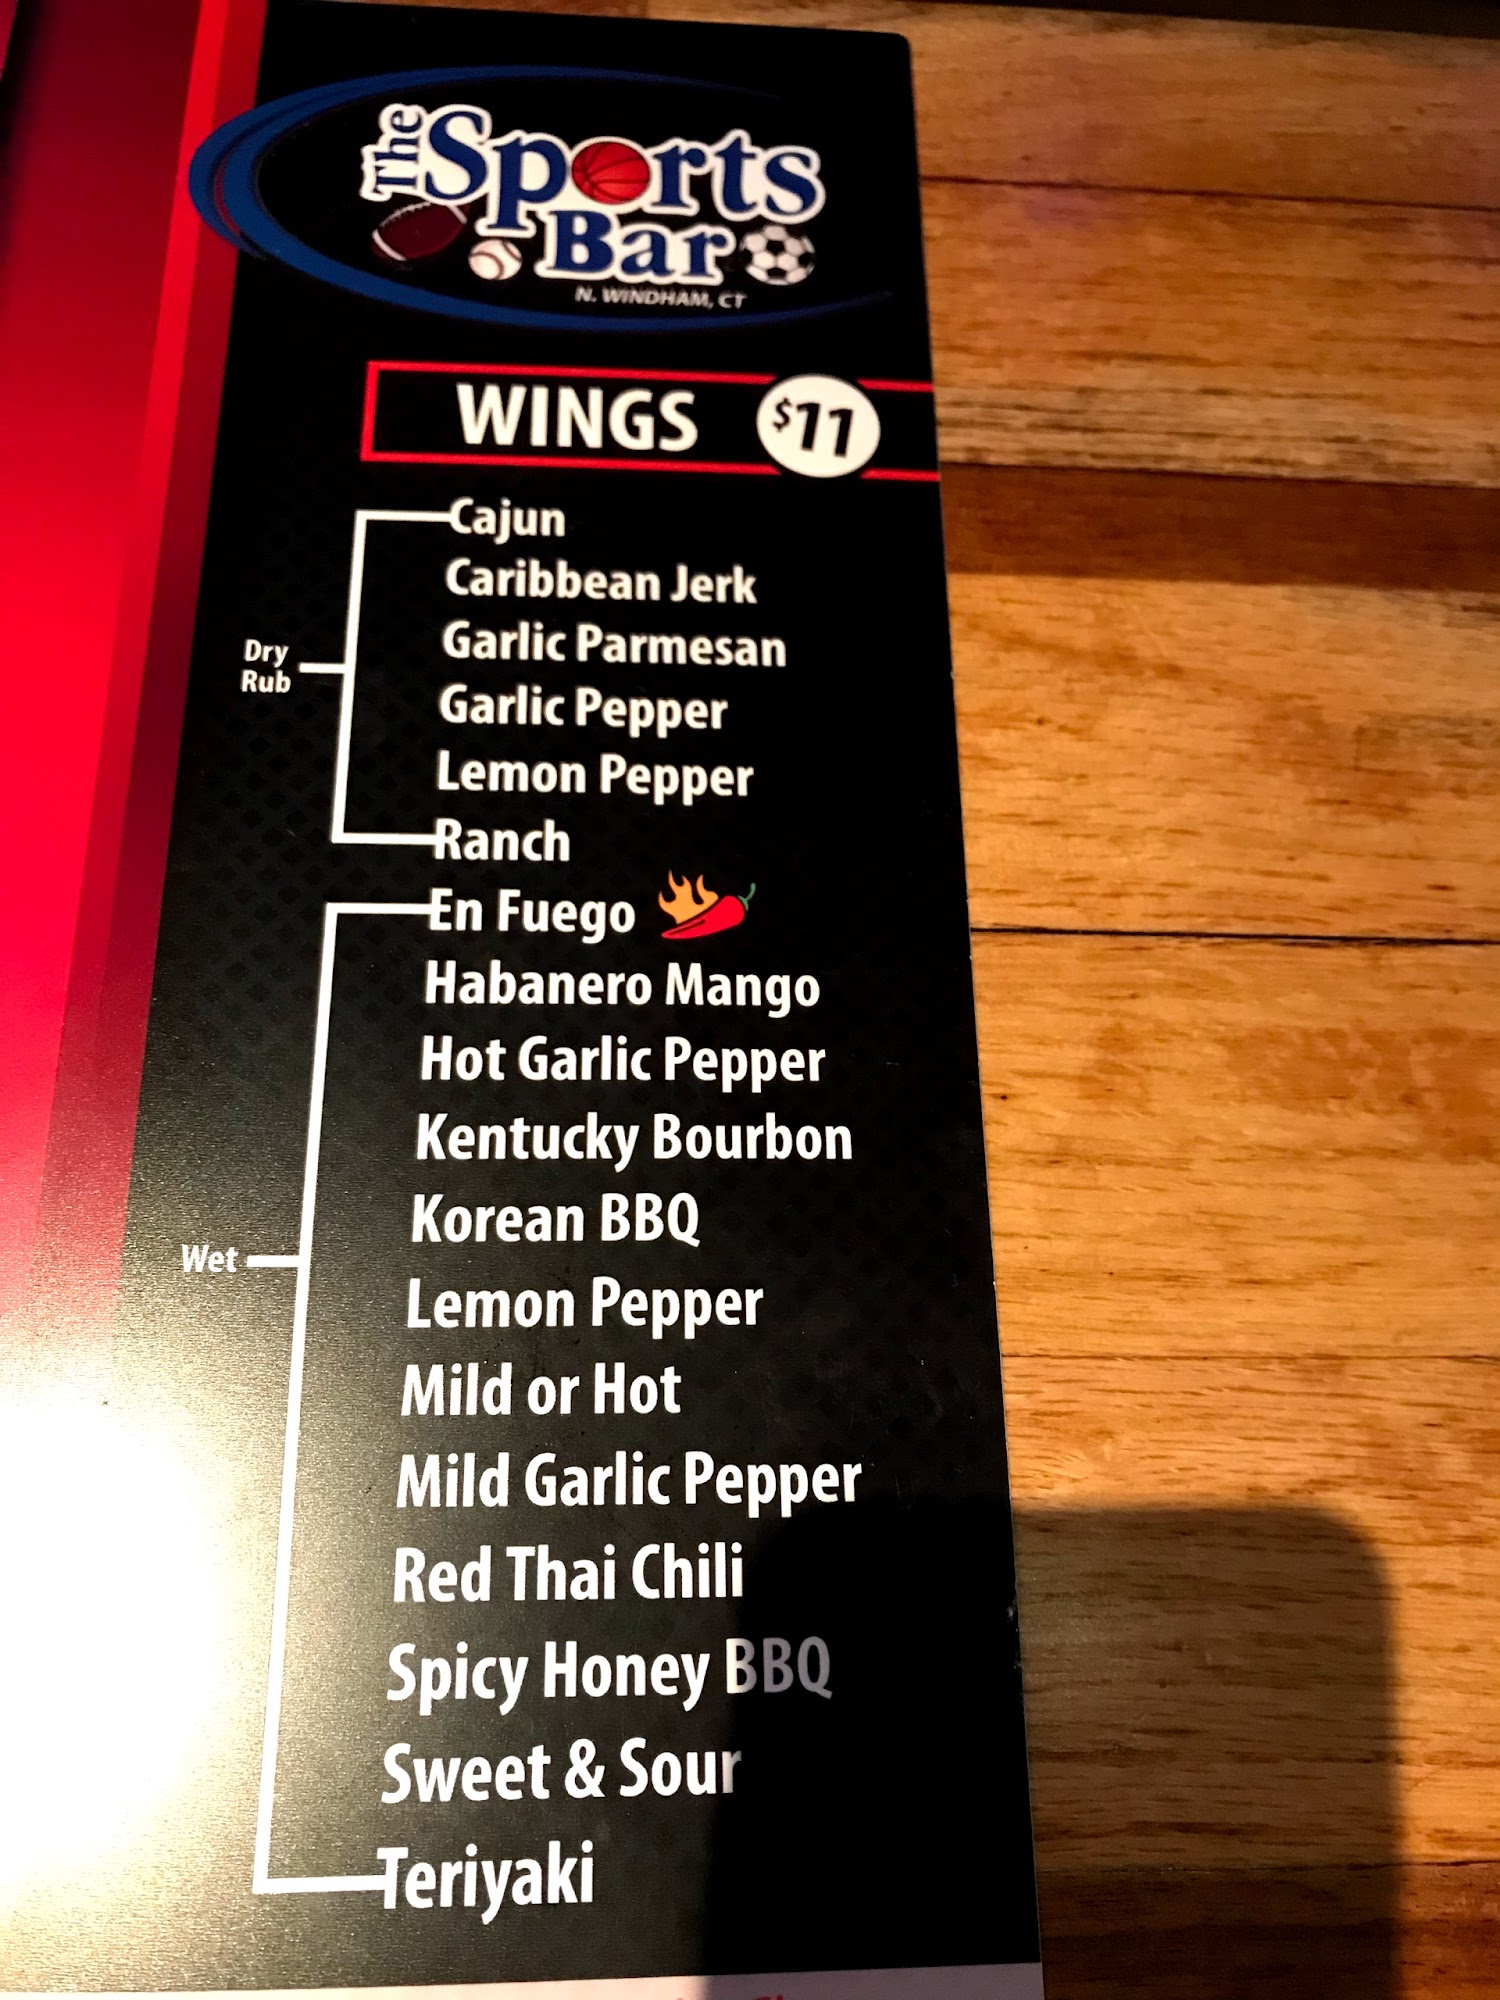 The Sports
Bar
N. WINDHAM, CT
WINGS $11
Cajun
Caribbean Jerk
Garlic Parmesan
Dry
Rub
Garlic Pepper
Lemon Pepper
Ranch
En Fuego
Habanero Mango
Hot Garlic Pepper
Kentucky Bourbon
Korean BBQ
Wet
Lemon Pepper
Mild or Hot
Mild Garlic Pepper
Red Thai Chili
Spicy Honey BBQ
Sweet & Sour
Teriyaki